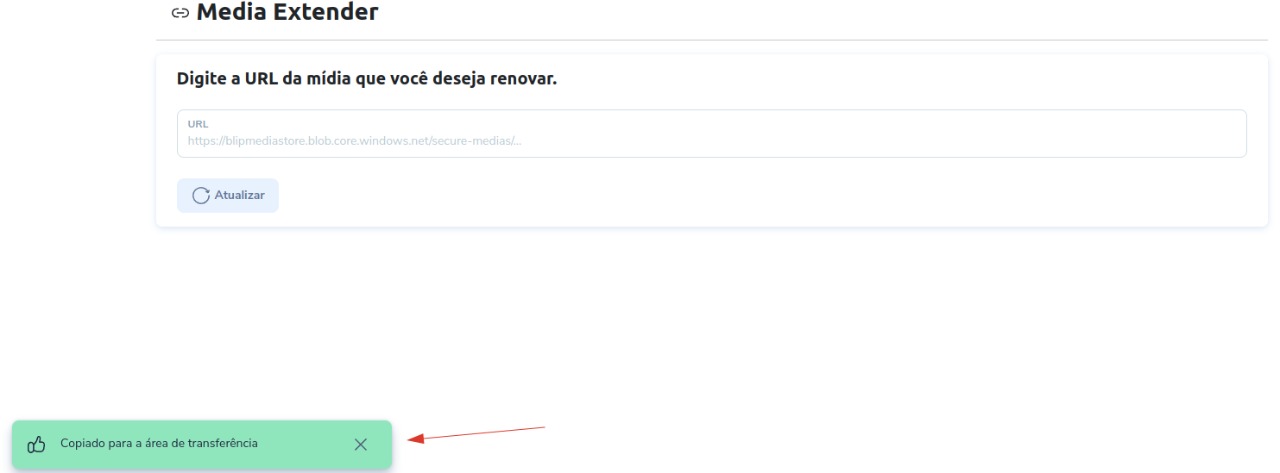 Media Extender
Digite a URL da mídia que você deseja renovar.
URL
https://blipmediastore.blob.core.windows.net/secure-medias/...
Atualizar
Copiado para a área de transferência